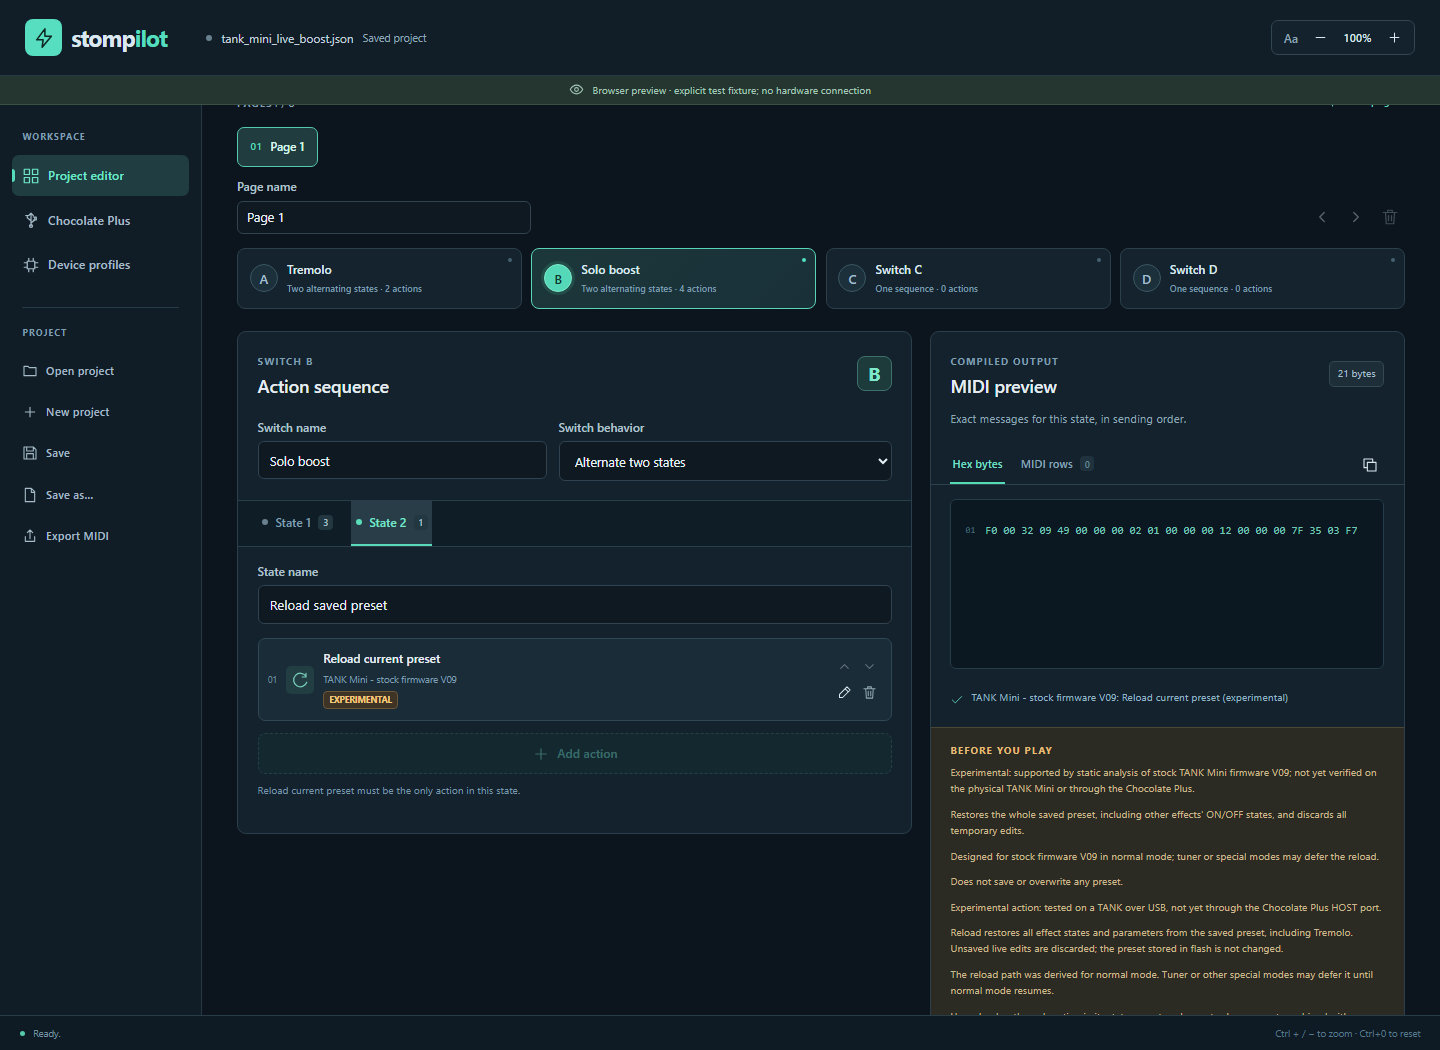 stompilot
tank_mini_live_boost.json Saved project
Aa − 100% +
Browser preview · explicit test fixture; no hardware connection
WORKSPACE
Project editor
Chocolate Plus
Device profiles
PROJECT
Open project
New project
Save
Save as...
Export MIDI
01 Page 1
Page name
Page 1
A
Tremolo
Two alternating states · 2 actions
B
Solo boost
Two alternating states · 4 actions
C
Switch C
One sequence · 0 actions
D
Switch D
One sequence · 0 actions
SWITCH B
Action sequence
B
Switch name
Solo boost
Switch behavior
Alternate two states
State 1 3
State 2 1
State name
Reload saved preset
01
Reload current preset
TANK Mini - stock firmware V09
EXPERIMENTAL
Add action
Reload current preset must be the only action in this state.
COMPILED OUTPUT
MIDI preview
21 bytes
Exact messages for this state, in sending order.
Hex bytes
MIDI rows 0
01 F0 00 32 09 49 00 00 00 02 01 00 00 00 12 00 00 00 7F 35 03 F7
TANK Mini - stock firmware V09: Reload current preset (experimental)
BEFORE YOU PLAY
Experimental: supported by static analysis of stock TANK Mini firmware V09; not yet verified on
the physical TANK Mini or through the Chocolate Plus.
Restores the whole saved preset, including other effects' ON/OFF states, and discards all
temporary edits.
Designed for stock firmware V09 in normal mode; tuner or special modes may defer the reload.
Does not save or overwrite any preset.
Experimental action: tested on a TANK over USB, not yet through the Chocolate Plus HOST port.
Reload restores all effect states and parameters from the saved preset, including Tremolo.
Unsaved live edits are discarded; the preset stored in flash is not changed.
The reload path was derived for normal mode. Tuner or other special modes may defer it until
normal mode resumes.
Ready.
Ctrl + / − to zoom · Ctrl+0 to reset